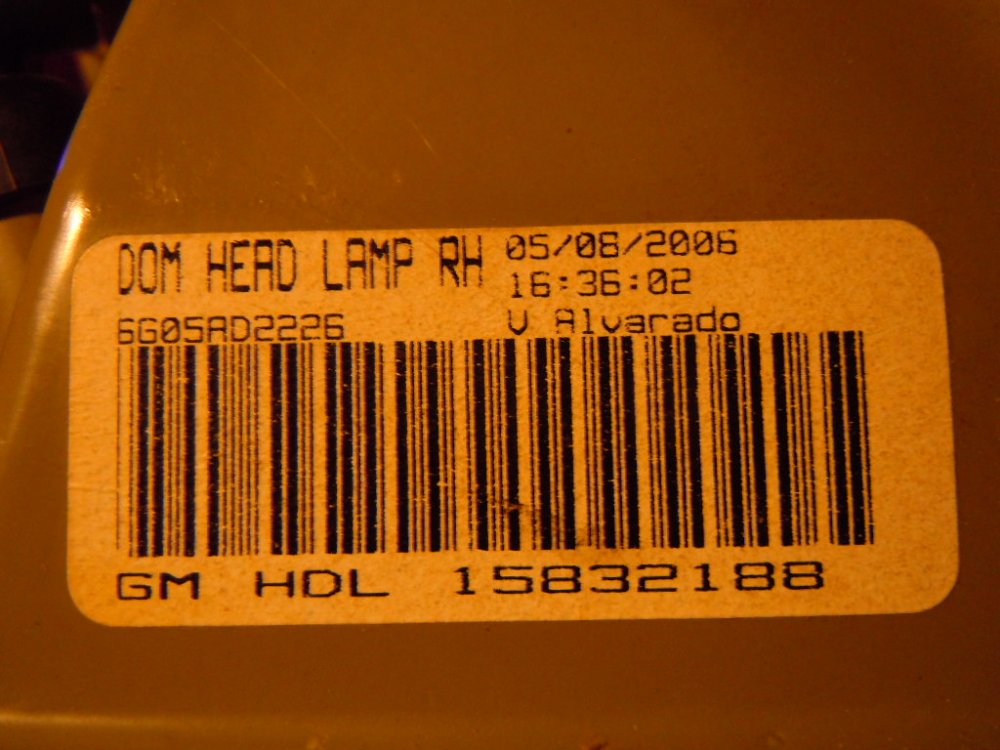 DOM HEAD LAMP RH
05/08/2006
16:36:02
6G05AD2226
V Alvarado
GM HDL 15832188